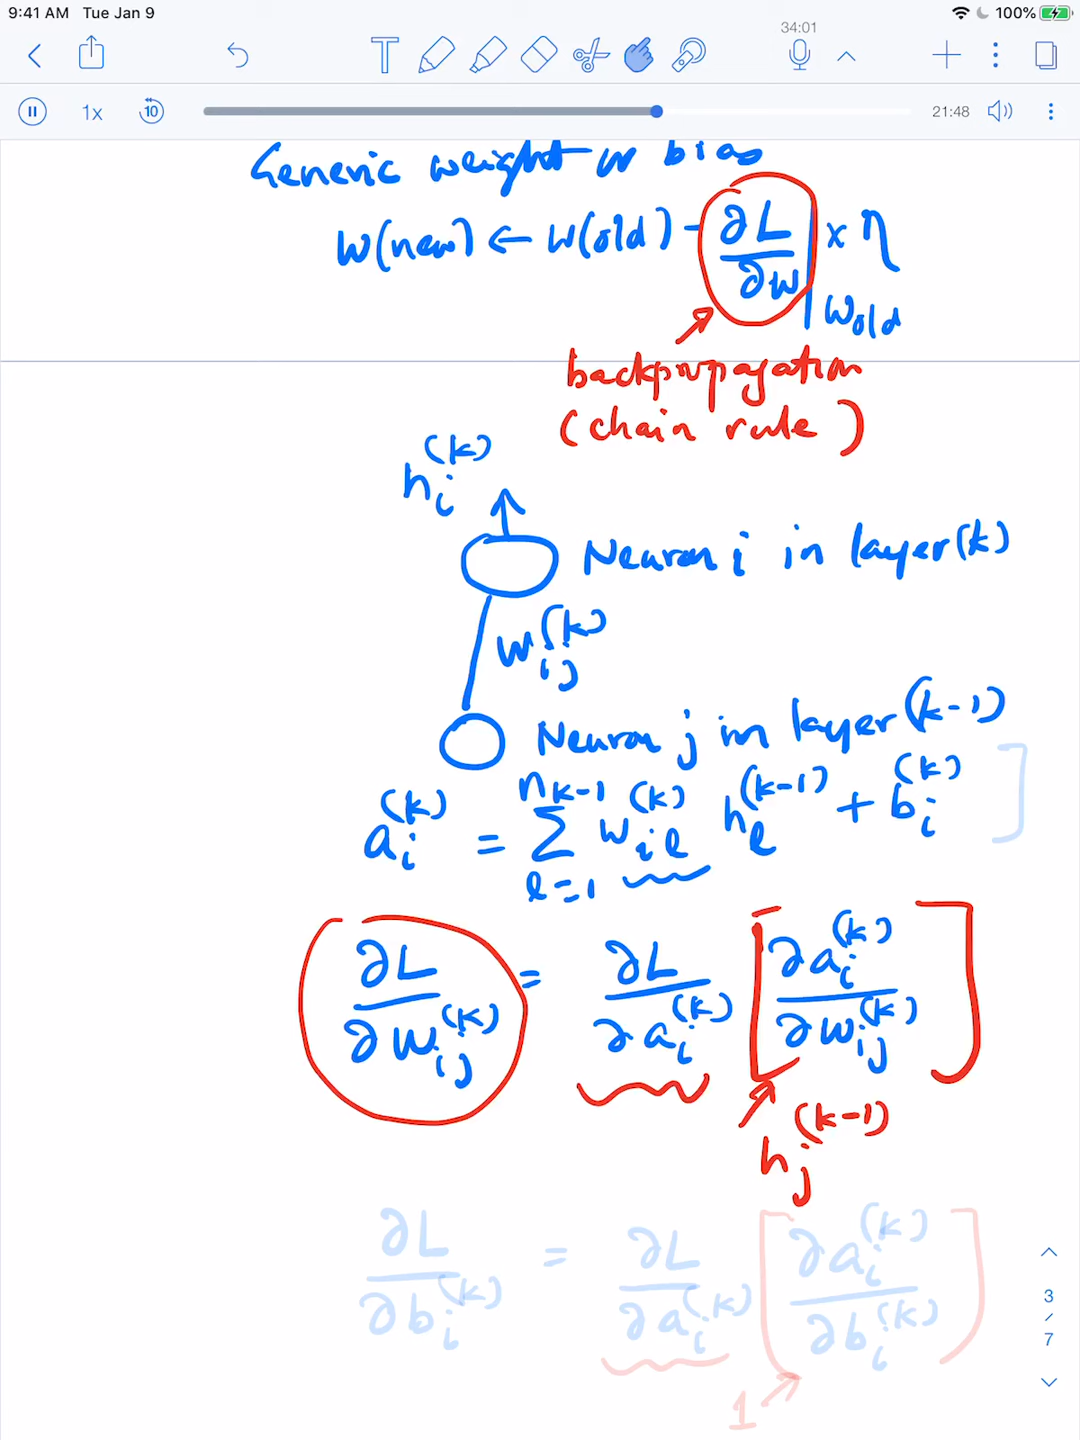 9:41 AM Tue Jan 9
100%
34:01
T
1x
10
21:48
Generic weight or bias
w(new) ← w(old) - ∂L/∂w | w old × η
backpropagation
(chain rule)
h_i^(k)
Neuron i in layer(k)
w_ij^(k)
Neuron j in layer (k-1)
a_i^(k) = Σ_{l=1}^{n_{k-1}} w_il^(k) h_l^(k-1) + b_i^(k) ]
∂L/∂w_ij^(k) = ∂L/∂a_i^(k) [ ∂a_i^(k)/∂w_ij^(k) ]
h_j^(k-1)
∂L/∂b_i^(k) = ∂L/∂a_i^(k) [ ∂a_i^(k)/∂b_i^(k) ]
1
3
/
7